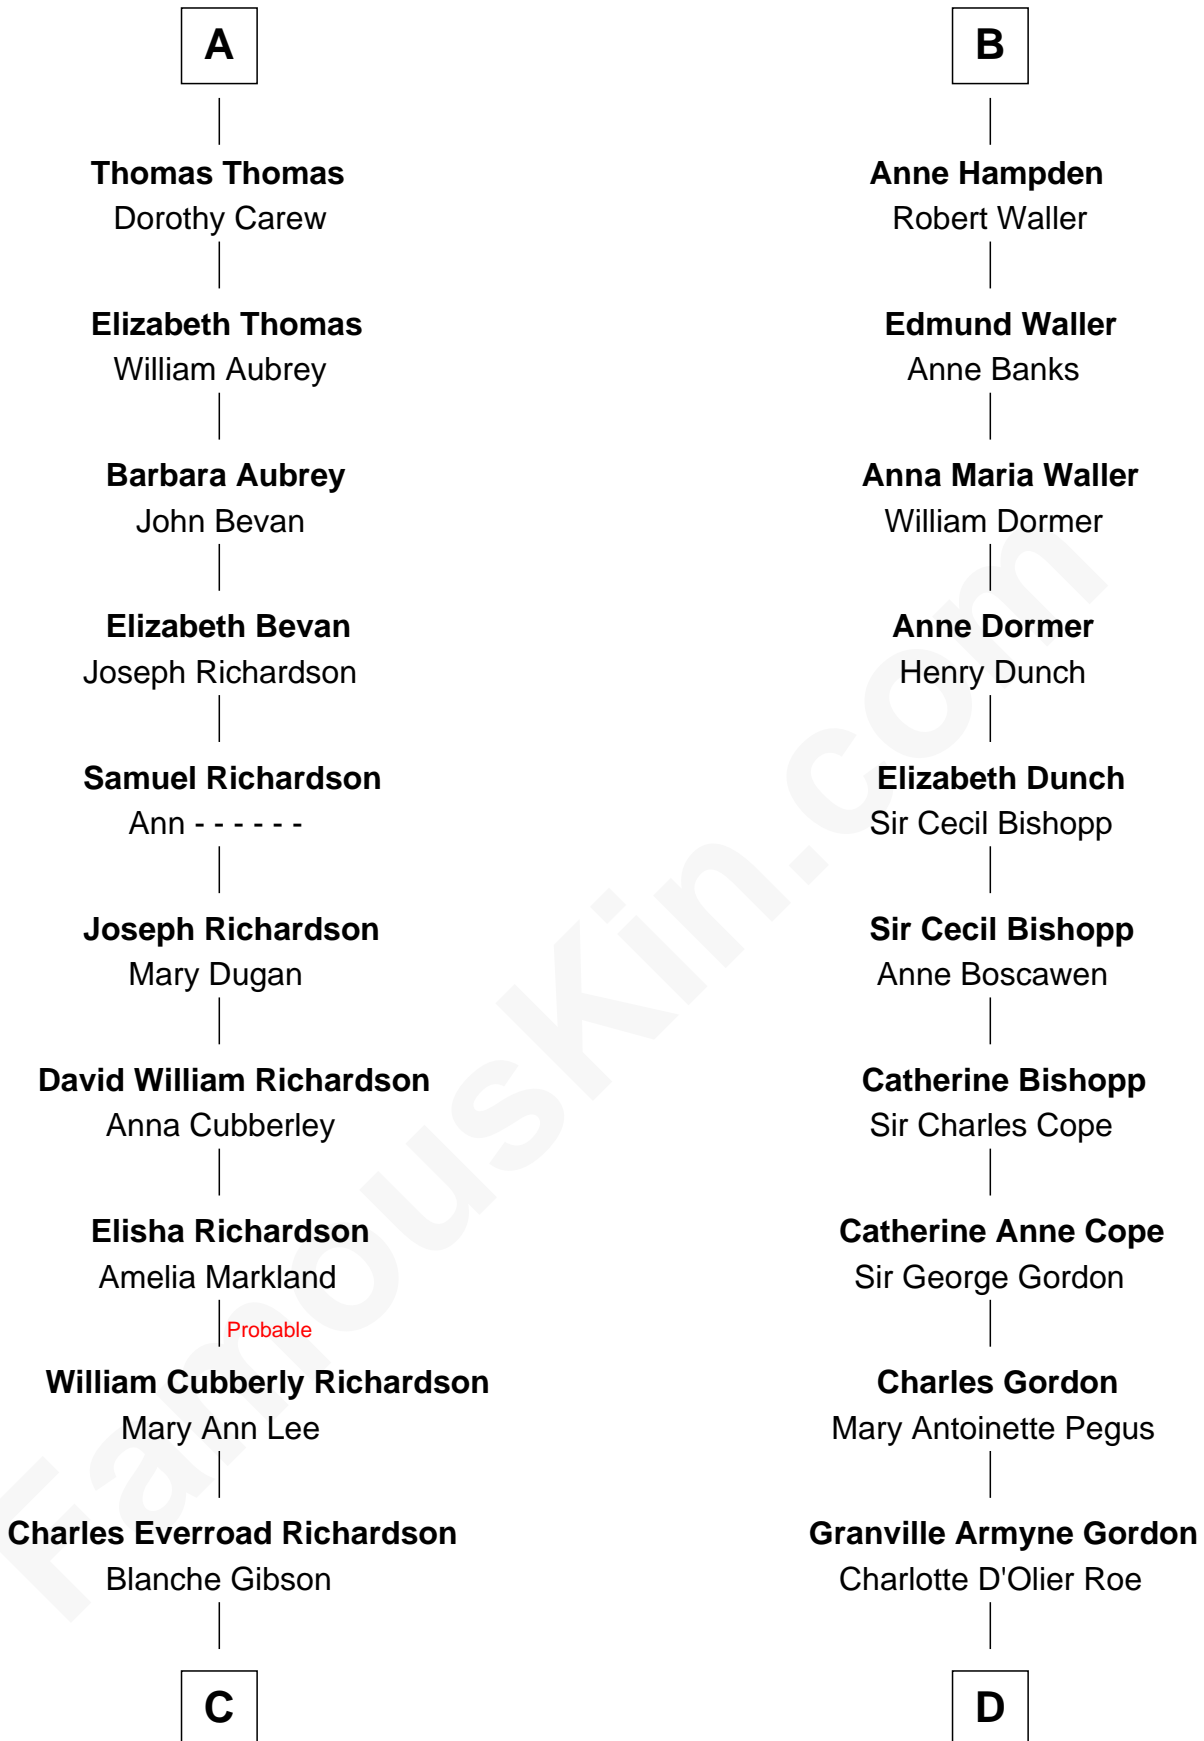 A
Thomas Thomas
Dorothy Carew
Elizabeth Thomas
William Aubrey
Barbara Aubrey
John Bevan
Elizabeth Bevan
Joseph Richardson
Samuel Richardson
Ann - - - - - -
Joseph Richardson
Mary Dugan
David William Richardson
Anna Cubberley
Elisha Richardson
Amelia Markland
Probable
William Cubberly Richardson
Mary Ann Lee
Charles Everroad Richardson
Blanche Gibson
C
B
Anne Hampden
Robert Waller
Edmund Waller
Anne Banks
Anna Maria Waller
William Dormer
Anne Dormer
Henry Dunch
Elizabeth Dunch
Sir Cecil Bishopp
Sir Cecil Bishopp
Anne Boscawen
Catherine Bishopp
Sir Charles Cope
Catherine Anne Cope
Sir George Gordon
Charles Gordon
Mary Antoinette Pegus
Granville Armyne Gordon
Charlotte D'Olier Roe
D
FamousKin.com